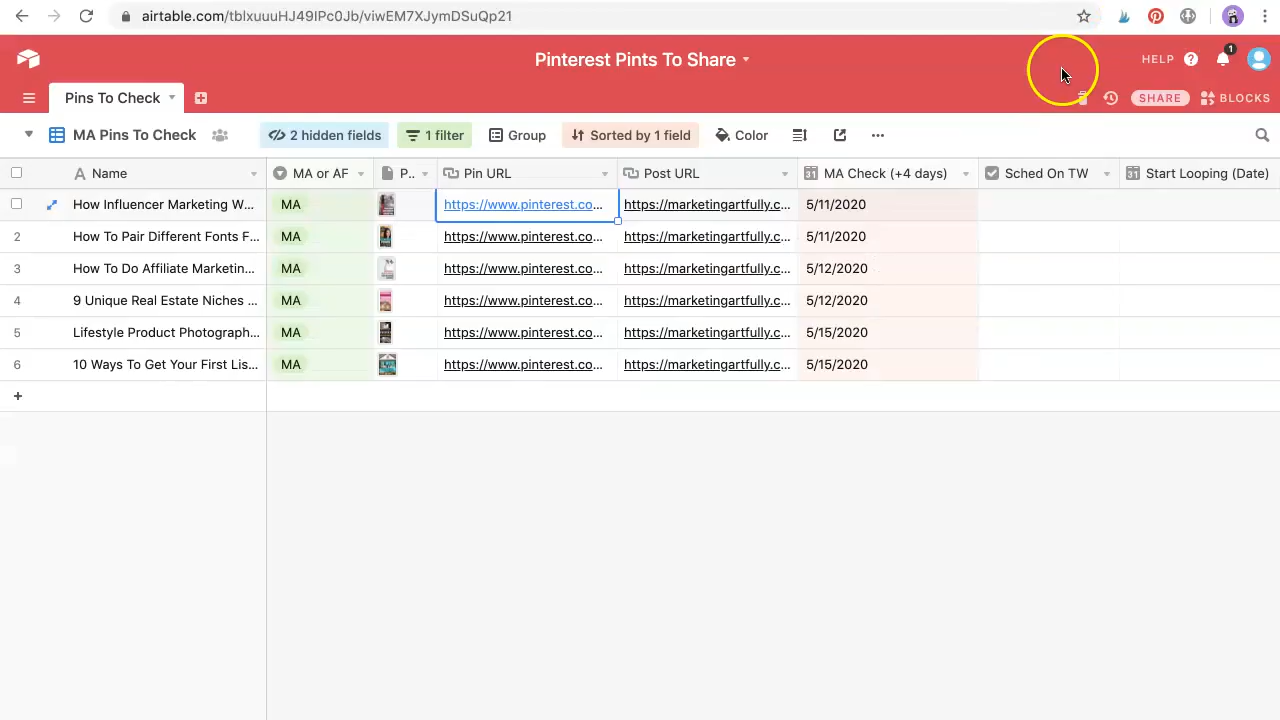 airtable.com/tblxuuuHJ49IPc0Jb/viwEM7XJymDSuQp21
Pinterest Pints To Share
HELP
1
Pins To Check
SHARE
BLOCKS
MA Pins To Check
2 hidden fields
1 filter
Group
Sorted by 1 field
Color
Name MA or AF P.. Pin URL Post URL MA Check (+4 days) Sched On TW Start Looping (Date)
How Influencer Marketing W... MA https://www.pinterest.co... https://marketingartfully.c... 5/11/2020
2 How To Pair Different Fonts F... MA https://www.pinterest.co... https://marketingartfully.c... 5/11/2020
3 How To Do Affiliate Marketin... MA https://www.pinterest.co... https://marketingartfully.c... 5/12/2020
4 9 Unique Real Estate Niches ... MA https://www.pinterest.co... https://marketingartfully.c... 5/12/2020
5 Lifestyle Product Photograph... MA https://www.pinterest.co... https://marketingartfully.c... 5/15/2020
6 10 Ways To Get Your First Lis... MA https://www.pinterest.co... https://marketingartfully.c... 5/15/2020